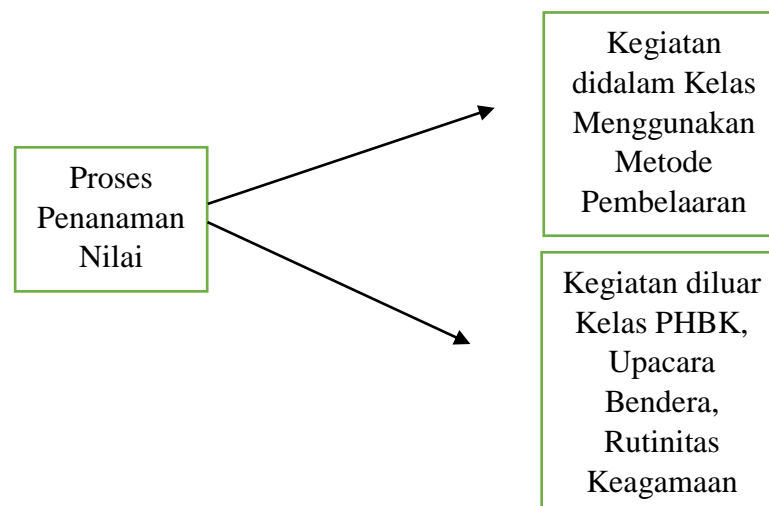 Proses
Penanaman
Nilai
Kegiatan
didalam Kelas
Menggunakan
Metode
Pembelaaran
Kegiatan diluar
Kelas PHBK,
Upacara
Bendera,
Rutinitas
Keagamaan